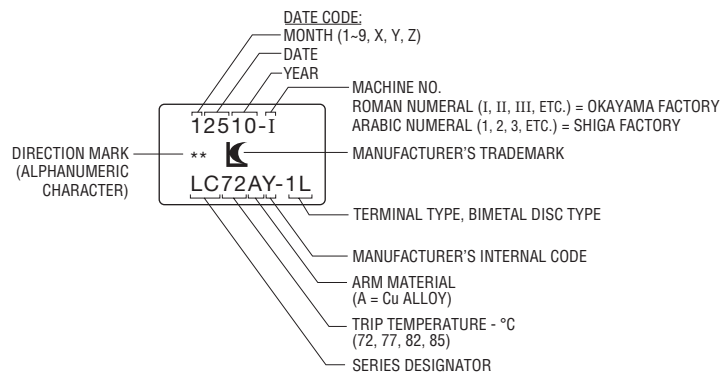 DATE CODE:
MONTH (1~9, X, Y, Z)
DATE
YEAR
MACHINE NO.
ROMAN NUMERAL (I, II, III, ETC.) = OKAYAMA FACTORY
ARABIC NUMERAL (1, 2, 3, ETC.) = SHIGA FACTORY
12510-I
DIRECTION MARK
(ALPHANUMERIC
CHARACTER)
**
MANUFACTURER'S TRADEMARK
LC72AY-1L
TERMINAL TYPE, BIMETAL DISC TYPE
MANUFACTURER'S INTERNAL CODE
ARM MATERIAL
(A = Cu ALLOY)
TRIP TEMPERATURE - °C
(72, 77, 82, 85)
SERIES DESIGNATOR